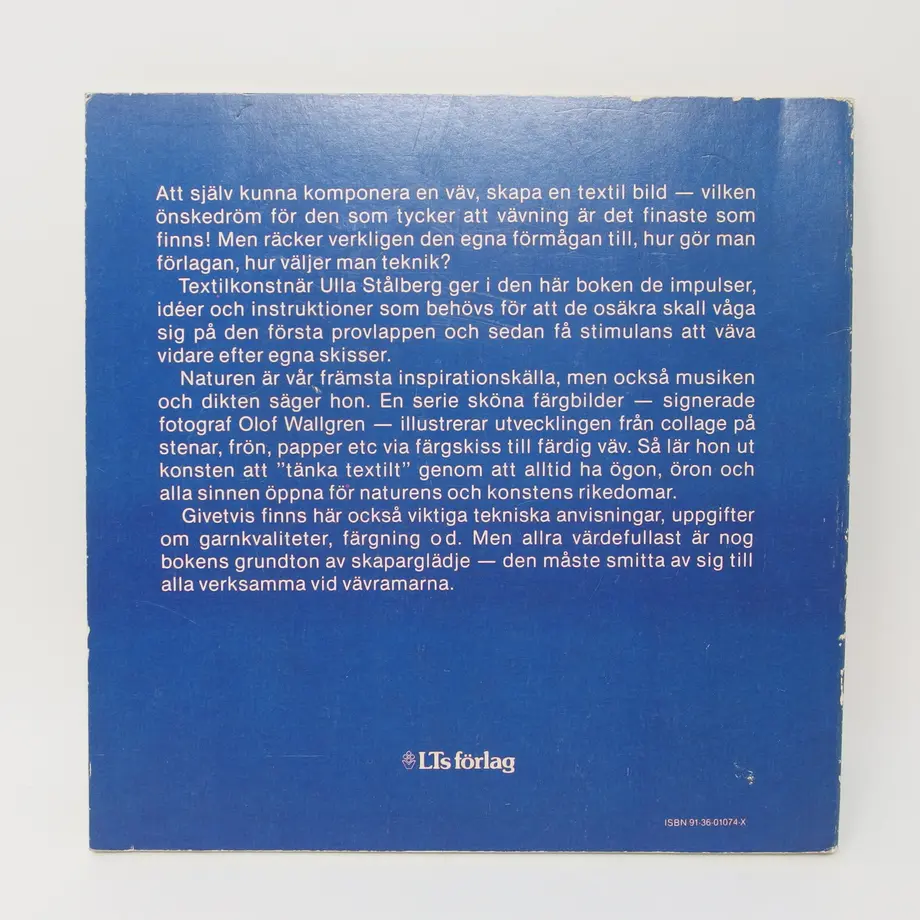 Att själv kunna komponera en väv, skapa en textil bild — vilken
önskedröm för den som tycker att vävning är det finaste som
finns! Men räcker verkligen den egna förmågan till, hur gör man
förlagan, hur väljer man teknik?
Textilkonstnär Ulla Stålberg ger i den här boken de impulser,
idéer och instruktioner som behövs för att de osäkra skall våga
sig på den första provlappen och sedan få stimulans att väva
vidare efter egna skisser.
Naturen är vår främsta inspirationskälla, men också musiken
och dikten säger hon. En serie sköna färgbilder — signerade
fotograf Olof Wallgren — illustrerar utvecklingen från collage på
stenar, frön, papper etc via färgskiss till färdig väv. Så lär hon ut
konsten att ”tänka textilt” genom att alltid ha ögon, öron och
alla sinnen öppna för naturens och konstens rikedomar.
Givetvis finns här också viktiga tekniska anvisningar, uppgifter
om garnkvaliteter, färgning o d. Men allra värdefullast är nog
bokens grundton av skaparglädje — den måste smitta av sig till
alla verksamma vid vävramarna.
LTs förlag
ISBN 91-36-01074-X